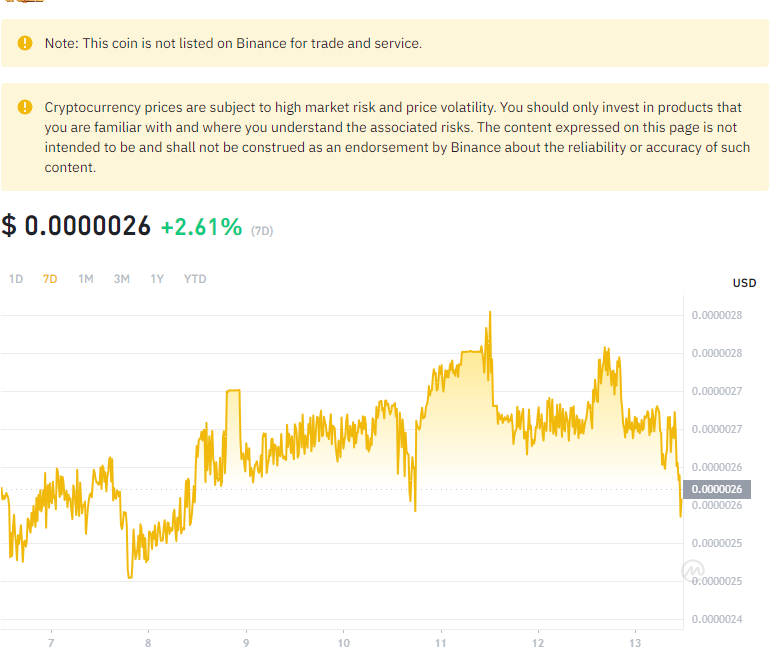 Note: This coin is not listed on Binance for trade and service.
Cryptocurrency prices are subject to high market risk and price volatility. You should only invest in products that
you are familiar with and where you understand the associated risks. The content expressed on this page is not
intended to be and shall not be construed as an endorsement by Binance about the reliability or accuracy of such
content.
$ 0.0000026 +2.61% (7D)
1D 7D 1M 3M 1Y YTD
USD
0.0000028
0.0000028
0.0000027
0.0000027
0.0000026
0.0000026
0.0000026
0.0000025
0.0000025
0.0000024
7 8 9 10 11 12 13